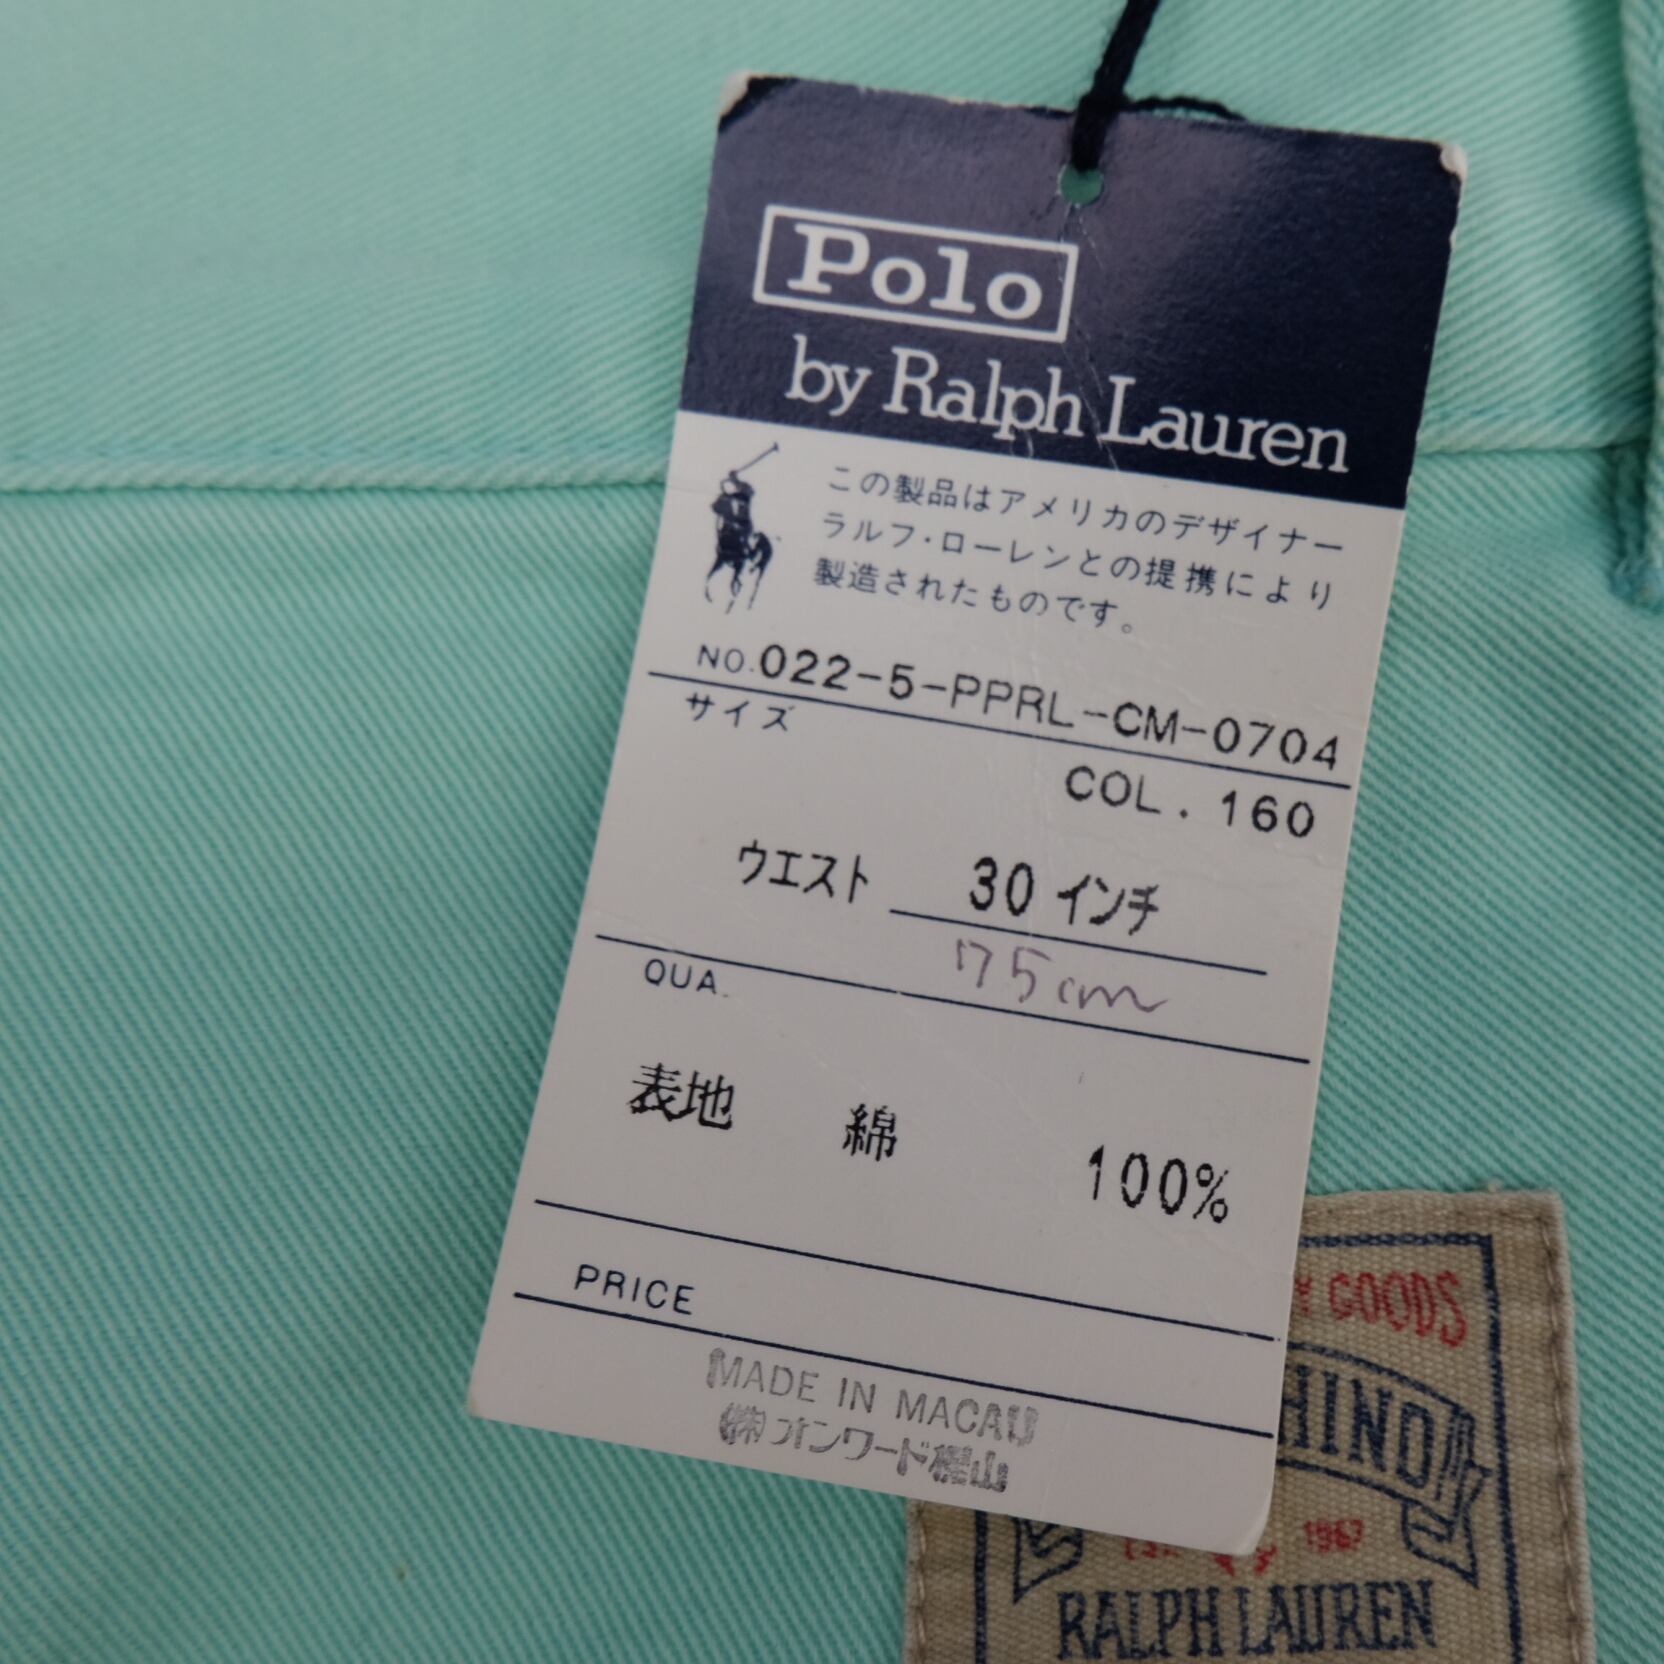 Polo
by Ralph Lauren
この製品はアメリカのデザイナー
ラルフ・ローレンとの提携により
製造されたものです。
NO.022-5-PPRL-CM-0704
サイズ
COL. 160
ウエスト 30 インチ
75cm
QUA.
表地 綿 100%
PRICE
MADE IN MACAU
㈱オンワード樫山
GOODS
1967
RALPH LAUREN